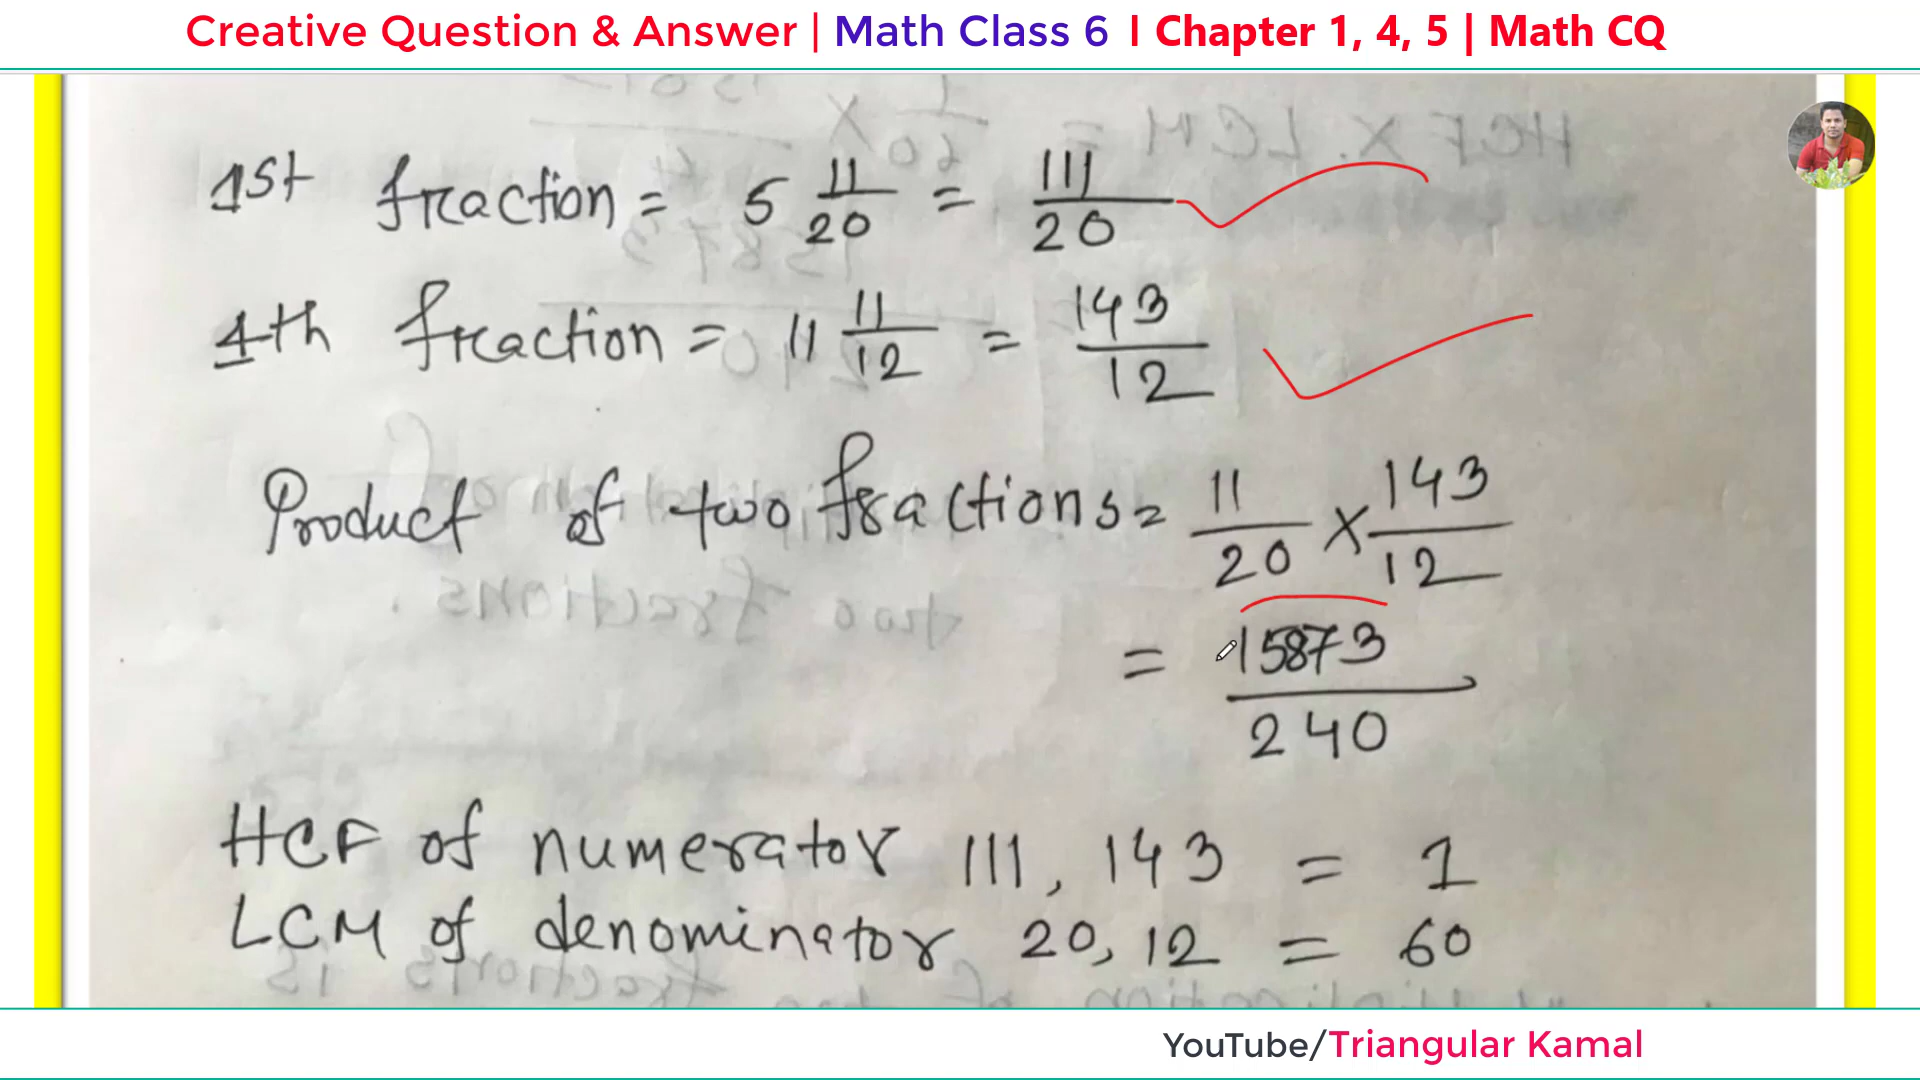 Creative Question & Answer | Math Class 6 I Chapter 1, 4, 5 | Math CQ
1st fraction = 5 11/20 = 111/20
4th fraction = 11 11/12 = 143/12
Product of two fractions = 11/20 X 143/12
= 15873/240
HCF of numerator 111, 143 = 1
LCM of denominator 20, 12 = 60
YouTube/Triangular Kamal